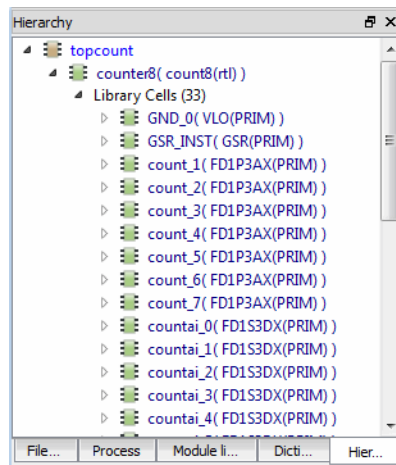 Hierarchy
topcount
counter8( count8(rtl) )
Library Cells (33)
GND_0( VLO(PRIM) )
GSR_INST( GSR(PRIM) )
count_1( FD1P3AX(PRIM) )
count_2( FD1P3AX(PRIM) )
count_3( FD1P3AX(PRIM) )
count_4( FD1P3AX(PRIM) )
count_5( FD1P3AX(PRIM) )
count_6( FD1P3AX(PRIM) )
count_7( FD1P3AX(PRIM) )
countai_0( FD1S3DX(PRIM) )
countai_1( FD1S3DX(PRIM) )
countai_2( FD1S3DX(PRIM) )
countai_3( FD1S3DX(PRIM) )
countai_4( FD1S3DX(PRIM) )
File... Process Module li... Dicti... Hier...